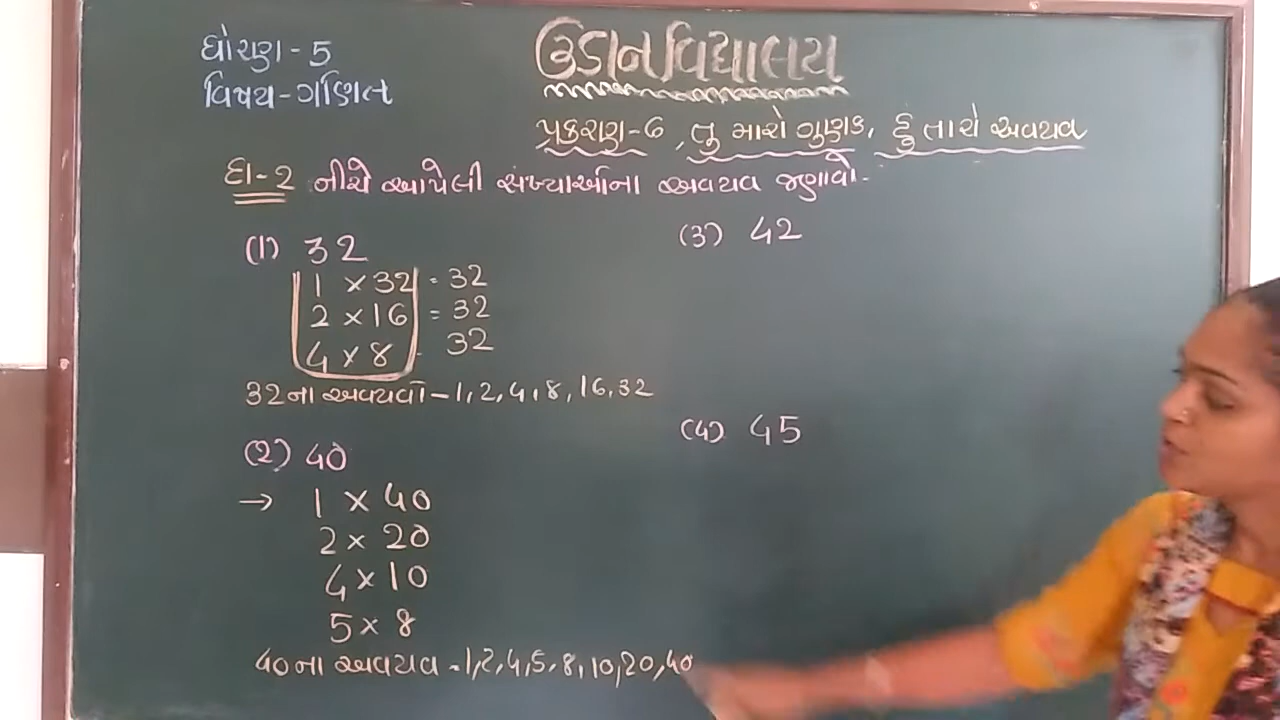 ધોરણ - 5
વિષય - ગણિત
ઉડાન વિદ્યાલય
પ્રકરણ - 6 , તુ મારો ગુણક, હું તારો અવયવ
દા - 2 નીચે આપેલી સંખ્યાઓના અવયવ જણાવો.
(1) 32
1 × 32 = 32
2 × 16 = 32
4 × 8 - 32
32ના અવયવો – 1, 2, 4, 8, 16, 32
(2) 40
→ 1 × 40
2 × 20
4 × 10
5 × 8
40ના અવયવ - 1, 2, 4, 5, 8, 10, 20, 40
(3) 42
(4) 45